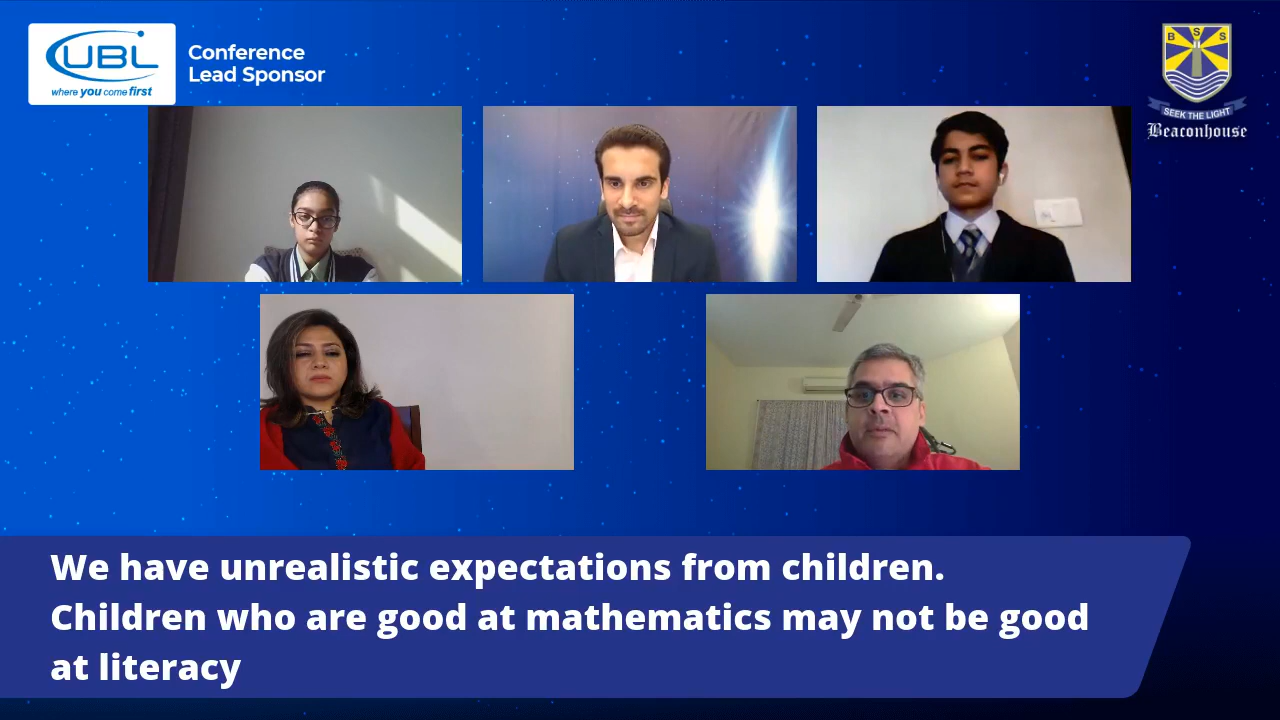 UBL
where you come first
Conference
Lead Sponsor
B S S
SEEK THE LIGHT
Beaconhouse
We have unrealistic expectations from children.
Children who are good at mathematics may not be good
at literacy